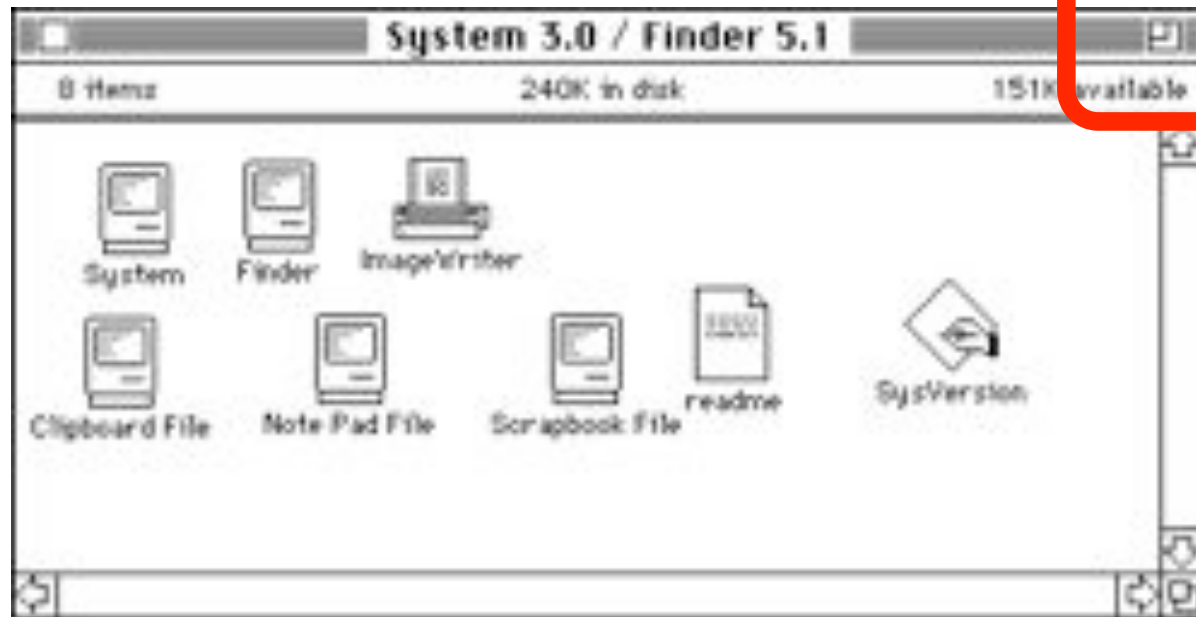 System 3.0 / Finder 5.1
8 items 240K in disk 151K available
System Finder ImageWriter
Clipboard File Note Pad File Scrapbook File readme SysVersion